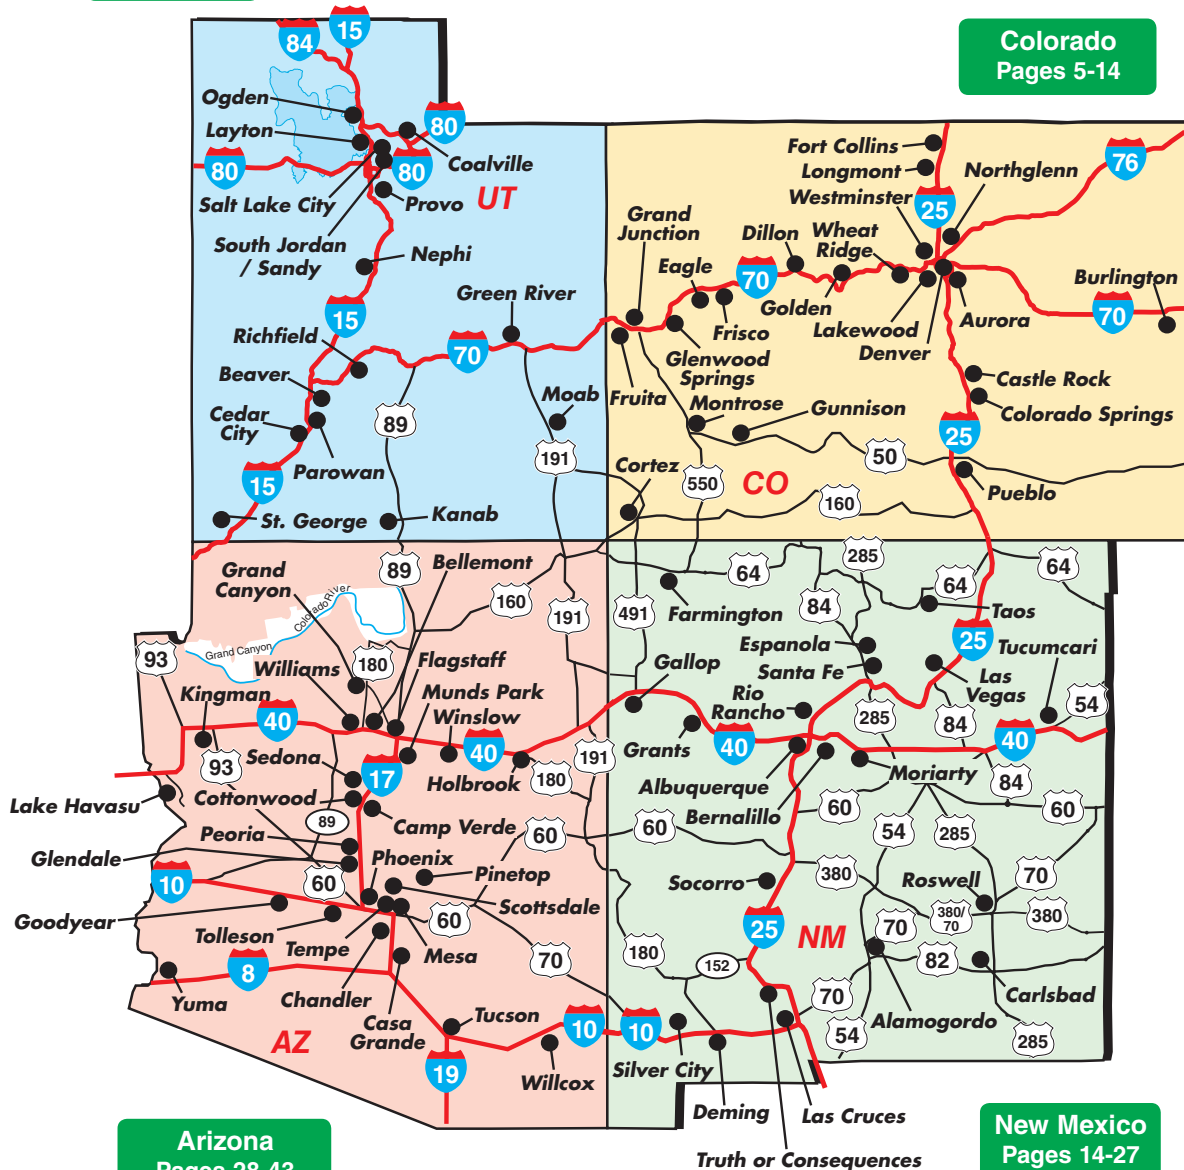 84
15
Colorado
Pages 5-14
Ogden
Layton
80
80
80
Coalville
Salt Lake City
Provo
UT
South Jordan
/ Sandy
Nephi
Fort Collins
Longmont
Westminster
Northglenn
76
25
Grand
Junction
Dillon
Wheat
Ridge
Eagle
70
Golden
Frisco
Lakewood
Denver
Aurora
Burlington
70
Green River
15
Richfield
70
Glenwood
Springs
Beaver
Fruita
Castle Rock
Moab
Montrose
Gunnison
Colorado Springs
Cedar
City
89
25
Parowan
191
50
Cortez
550
CO
15
160
Pueblo
St. George
Kanab
Grand
Canyon
89
Bellemont
285
64
64
64
160
Colorado River
Farmington
84
Taos
191
491
Grand Canyon
25
Espanola
Tucumcari
93
180
Flagstaff
Gallop
Santa Fe
Williams
Las
Vegas
Kingman
Munds Park
Rio
Rancho
54
40
Winslow
285
84
40
Grants
40
40
93
Sedona
17
Holbrook
180
191
Moriarty
84
Albuquerque
Lake Havasu
Cottonwood
Bernalillo
60
60
89
Camp Verde
60
60
54
285
Peoria
Glendale
Phoenix
Pinetop
380
Roswell
70
10
60
Socorro
Goodyear
Scottsdale
60
380/
70
380
Tolleson
25
NM
70
Tempe
Mesa
70
180
152
82
8
Yuma
Chandler
70
Carlsbad
Casa
Grande
Tucson
10
10
54
Alamogordo
285
AZ
19
Willcox
Silver City
Deming
Las Cruces
Arizona
Pages 28-43
New Mexico
Pages 14-27
Truth or Consequences